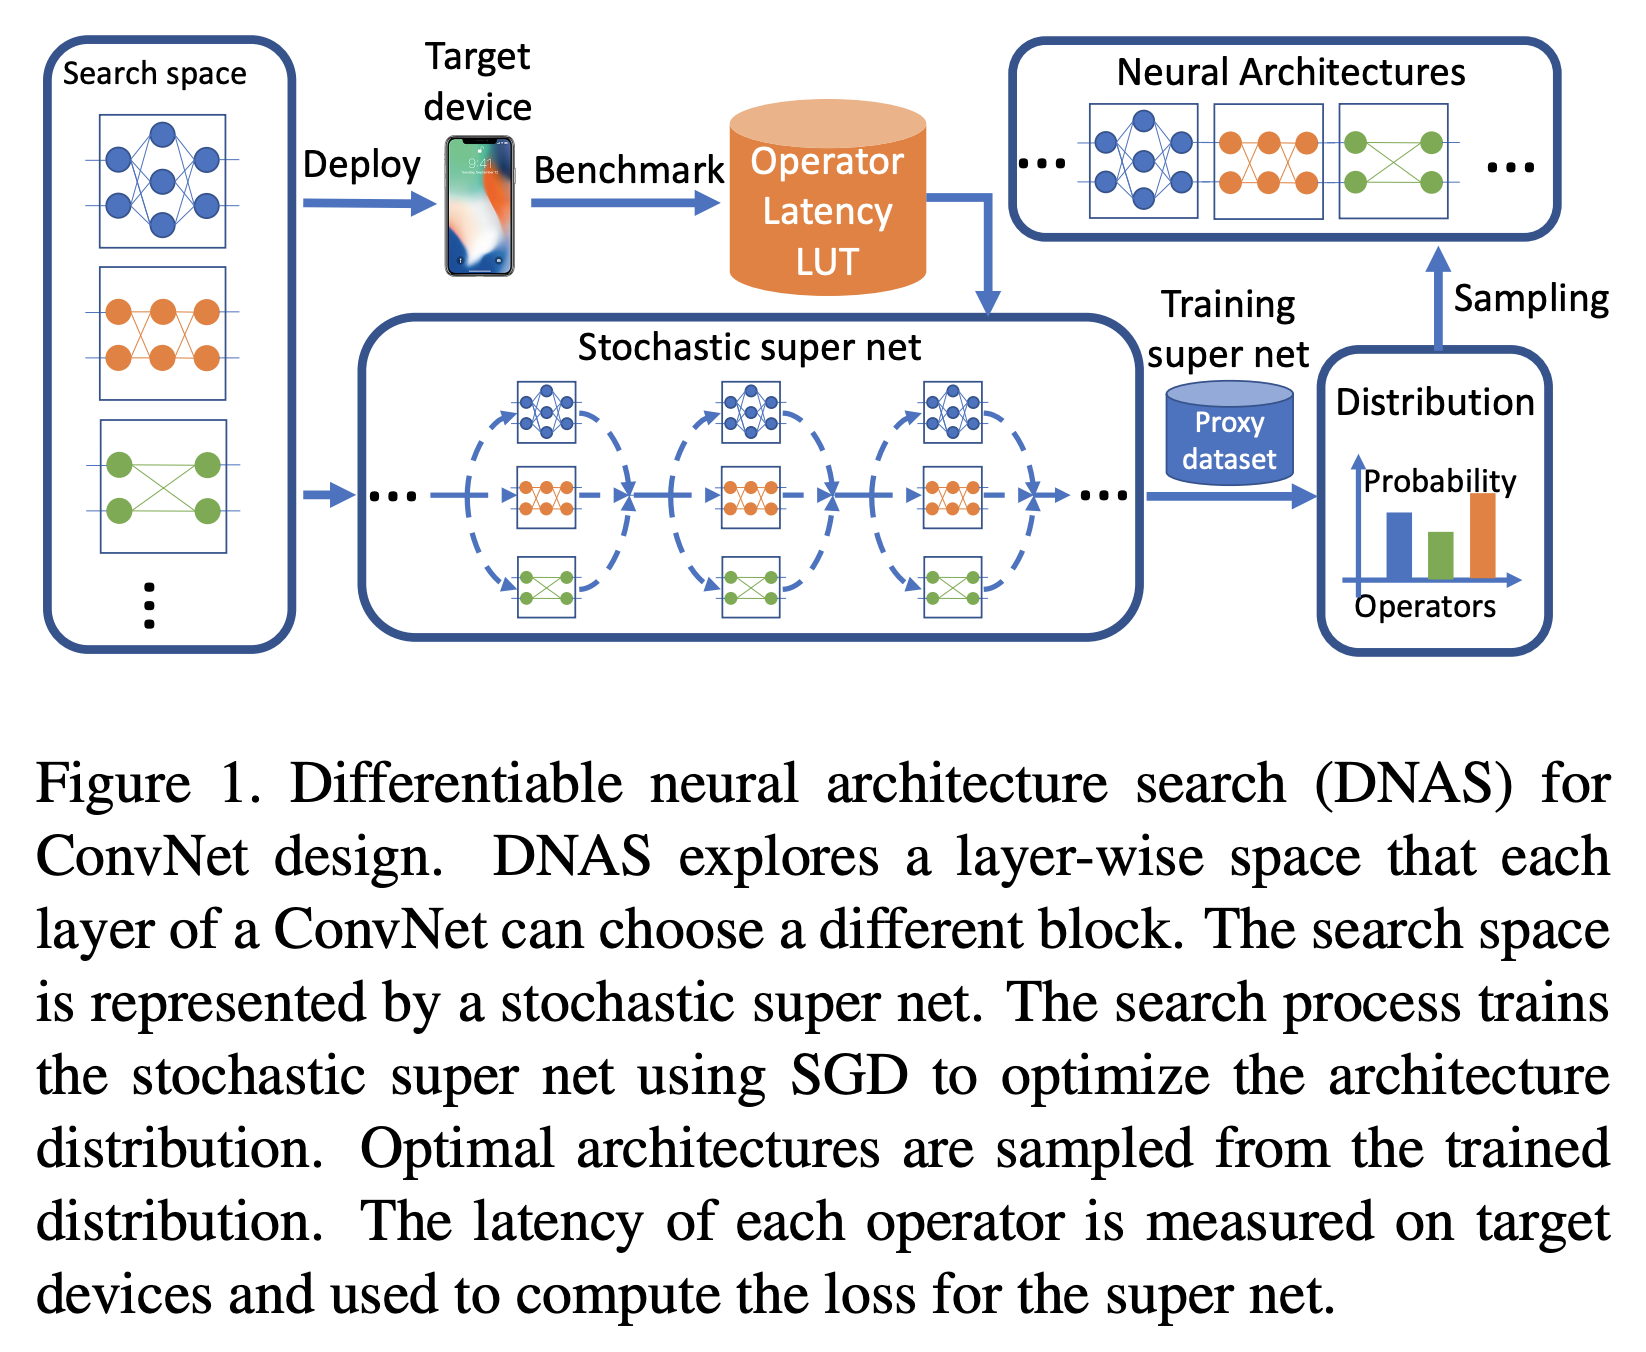 Search space
Target
device
Deploy
9:41
Benchmark
Operator
Latency
LUT
Neural Architectures
...
...
Stochastic super net
...
...
Training
super net
Proxy
dataset
Sampling
Distribution
Probability
Operators
Figure 1. Differentiable neural architecture search (DNAS) for
ConvNet design. DNAS explores a layer-wise space that each
layer of a ConvNet can choose a different block. The search space
is represented by a stochastic super net. The search process trains
the stochastic super net using SGD to optimize the architecture
distribution. Optimal architectures are sampled from the trained
distribution. The latency of each operator is measured on target
devices and used to compute the loss for the super net.